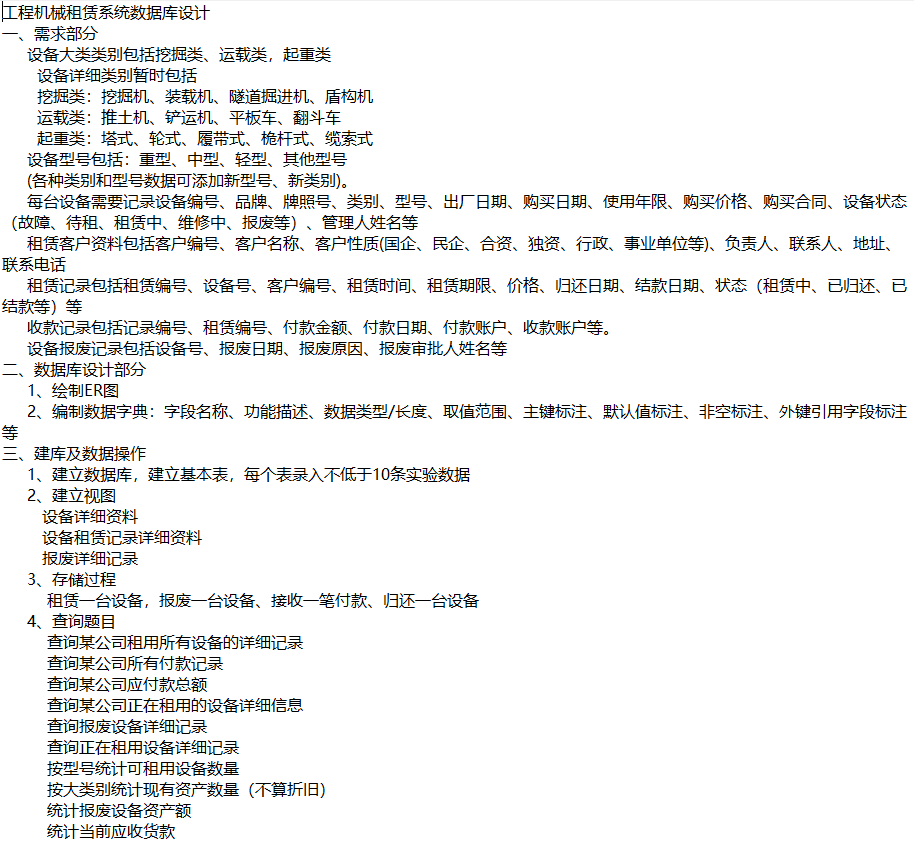 工程机械租赁系统数据库设计
一、需求部分
设备大类类别包括挖掘类、运载类，起重类
设备详细类别暂时包括
挖掘类：挖掘机、装载机、隧道掘进机、盾构机
运载类：推土机、铲运机、平板车、翻斗车
起重类：塔式、轮式、履带式、桅杆式、缆索式
设备型号包括：重型、中型、轻型、其他型号
(各种类别和型号数据可添加新型号、新类别)。
每台设备需要记录设备编号、品牌、牌照号、类别、型号、出厂日期、购买日期、使用年限、购买价格、购买合同、设备状态
（故障、待租、租赁中、维修中、报废等）、管理人姓名等
租赁客户资料包括客户编号、客户名称、客户性质(国企、民企、合资、独资、行政、事业单位等)、负责人、联系人、地址、
联系电话
租赁记录包括租赁编号、设备号、客户编号、租赁时间、租赁期限、价格、归还日期、结款日期、状态（租赁中、已归还、已
结款等）等
收款记录包括记录编号、租赁编号、付款金额、付款日期、付款账户、收款账户等。
设备报废记录包括设备号、报废日期、报废原因、报废审批人姓名等
二、数据库设计部分
1、绘制ER图
2、编制数据字典：字段名称、功能描述、数据类型/长度、取值范围、主键标注、默认值标注、非空标注、外键引用字段标注
等
三、建库及数据操作
1、建立数据库，建立基本表，每个表录入不低于10条实验数据
2、建立视图
设备详细资料
设备租赁记录详细资料
报废详细记录
3、存储过程
租赁一台设备，报废一台设备、接收一笔付款、归还一台设备
4、查询题目
查询某公司租用所有设备的详细记录
查询某公司所有付款记录
查询某公司应付款总额
查询某公司正在租用的设备详细信息
查询报废设备详细记录
查询正在租用设备详细记录
按型号统计可租用设备数量
按大类别统计现有资产数量（不算折旧）
统计报废设备资产额
统计当前应收货款